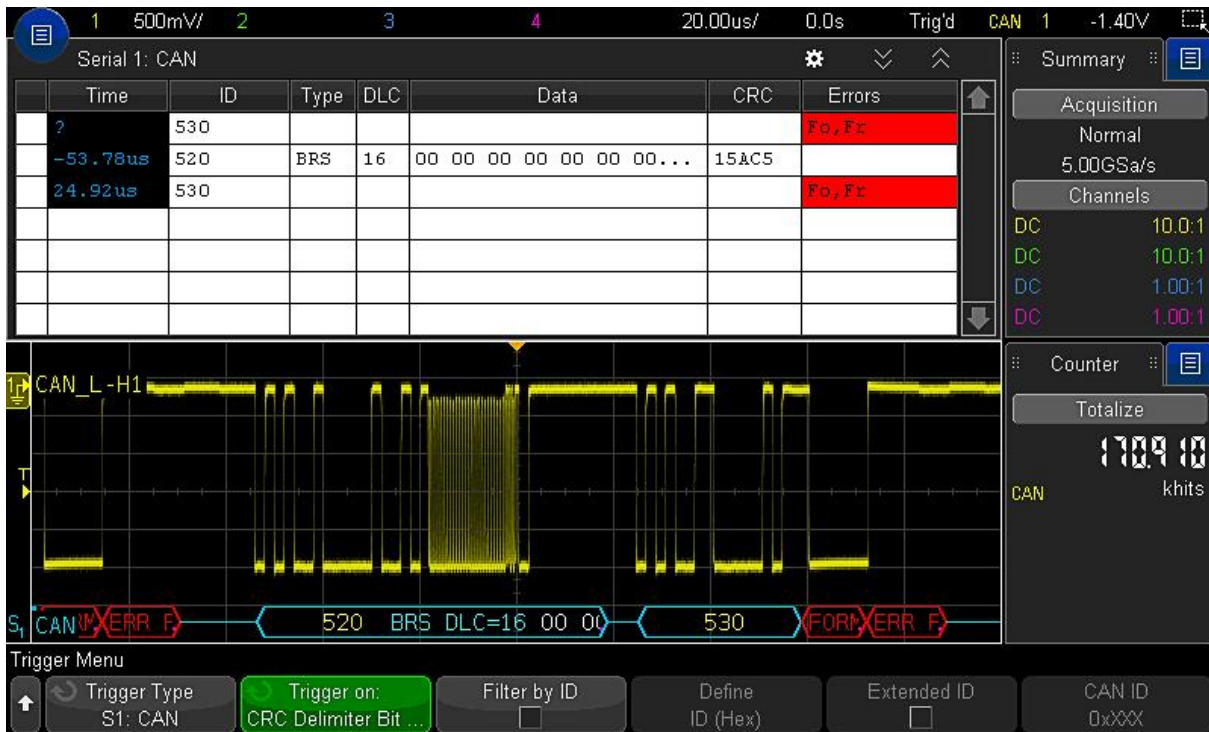 1 500mV/ 2 3 4 20.00us/ 0.0s Trig'd CAN 1 -1.40V
Serial 1: CAN
Time ID Type DLC Data CRC Errors
? 530 Fo,Fr
-53.78us 520 BRS 16 00 00 00 00 00 00 00... 15AC5
24.92us 530 Fo,Fr
Summary
Acquisition
Normal
5.00GSa/s
Channels
DC 10.0:1
DC 10.0:1
DC 1.00:1
DC 1.00:1
Counter
Totalize
170.910
CAN khits
CAN_L-H1
T
S1 CAN ERR F 520 BRS DLC=16 00 00 530 FORM ERR F
Trigger Menu
Trigger Type Trigger on: Filter by ID Define Extended ID CAN ID
S1: CAN CRC Delimiter Bit ... ID (Hex) 0xXXX